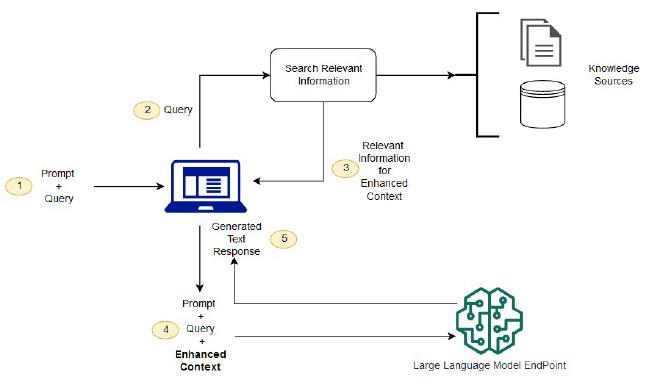 Search Relevant
Information
Knowledge
Sources
2
Query
1
Prompt
+
Query
3
Relevant
Information
for
Enhanced
Context
Generated
Text
Response
5
4
Prompt
+
Query
+
Enhanced
Context
Large Language Model EndPoint